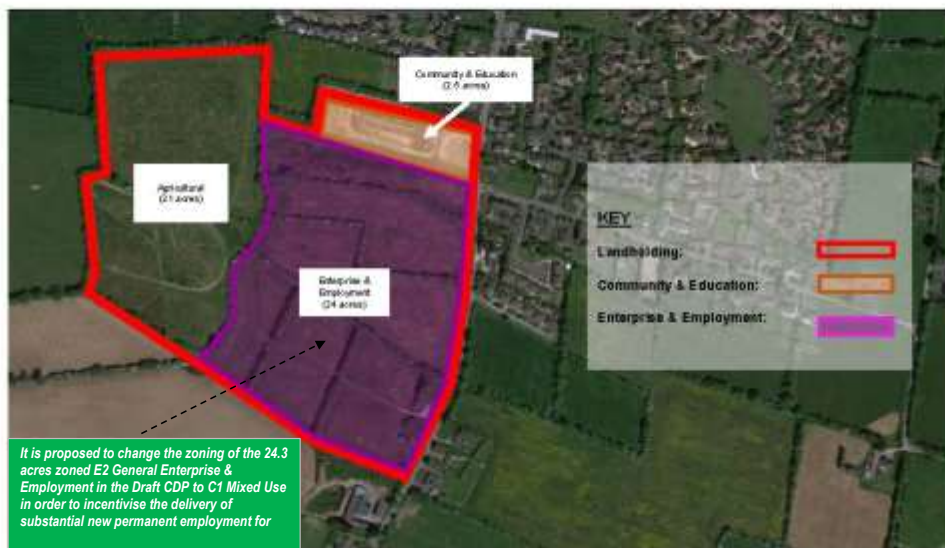 Community & Education
(2.6 acres)
Agricultural
(21 acres)
Enterprise &
Employment
(24 acres)
KEY
Landholding:
Community & Education:
Enterprise & Employment:
It is proposed to change the zoning of the 24.3
acres zoned E2 General Enterprise &
Employment in the Draft CDP to C1 Mixed Use
in order to incentivise the delivery of
substantial new permanent employment for